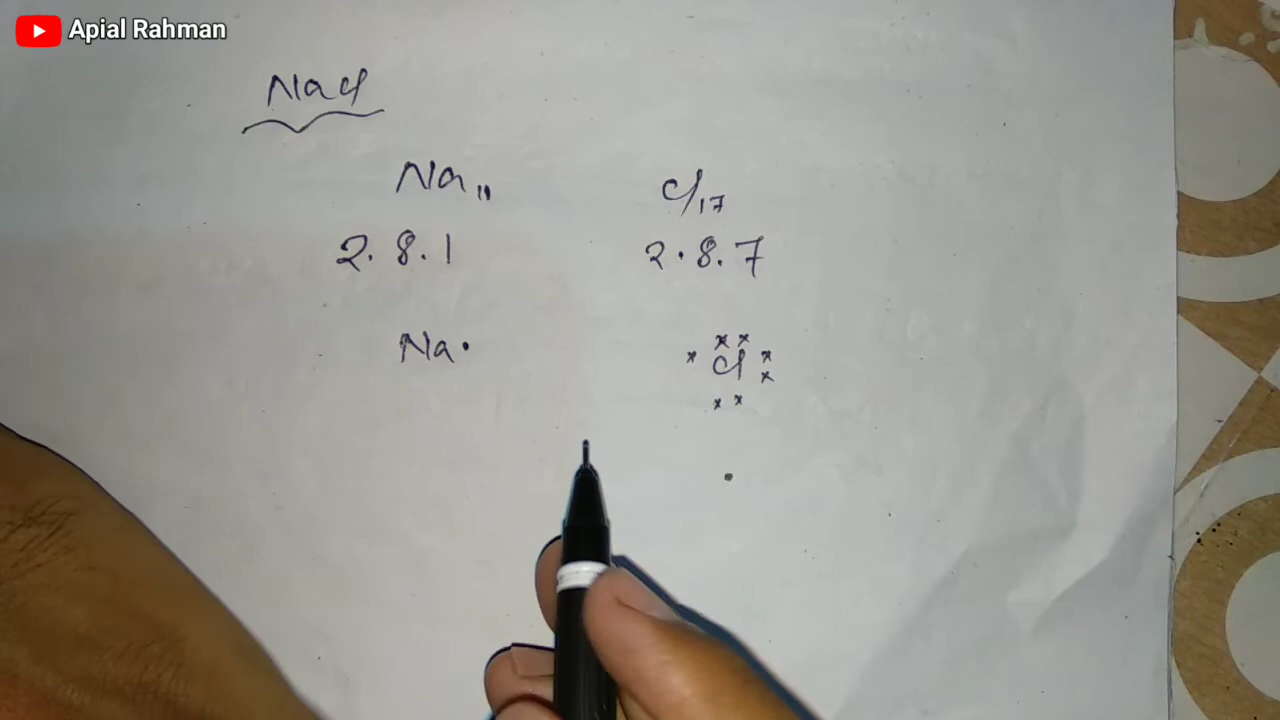 Apial Rahman
NaCl
Na₁₁ Cl₁₇
2.8.1 2.8.7
Na• Cl